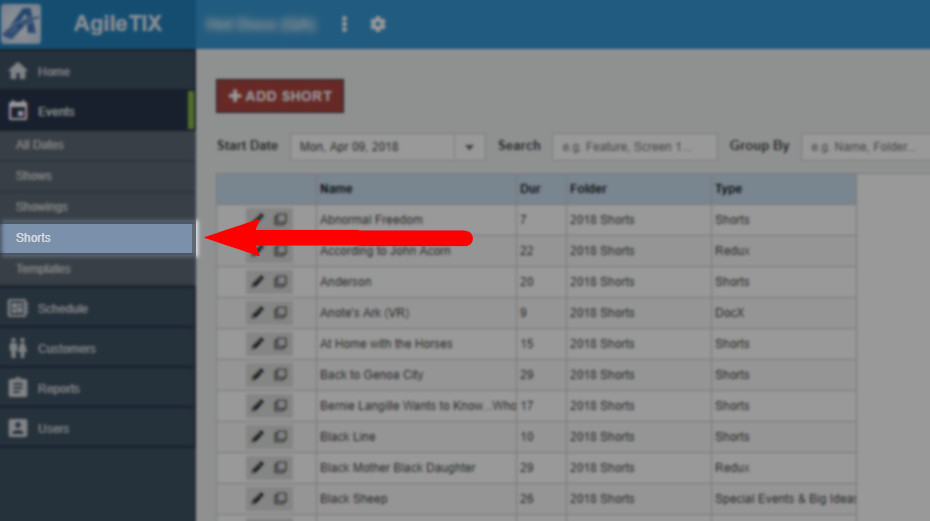 AgileTIX
Home
Events
All Dates
Shows
Showings
Shorts
Templates
Schedule
Customers
Reports
Users
ADD SHORT
Start Date Mon, Apr 09, 2018 Search e.g. Feature, Screen 1... Group By e.g. Name, Folder...
Name Dur Folder Type
Abnormal Freedom 7 2018 Shorts Shorts
According to John Acorn 22 2018 Shorts Redux
Anderson 20 2018 Shorts Shorts
Anote's Ark (VR) 9 2018 Shorts DocX
At Home with the Horses 15 2018 Shorts Shorts
Back to Genoa City 29 2018 Shorts Shorts
Bernie Langille Wants to Know...Who 17 2018 Shorts Shorts
Black Line 10 2018 Shorts Shorts
Black Mother Black Daughter 29 2018 Shorts Redux
Black Sheep 26 2018 Shorts Special Events & Big Ideas